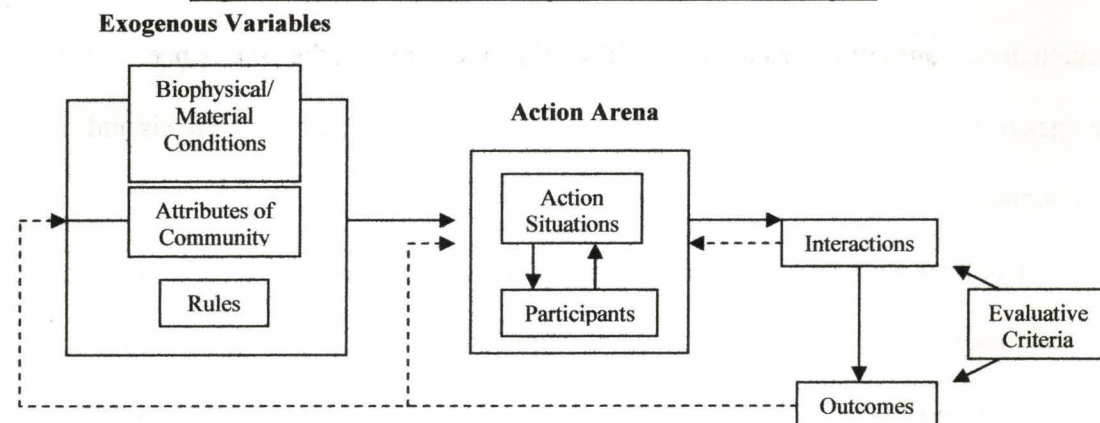 Exogenous Variables
Biophysical/
Material
Conditions
Attributes of
Community
Rules
Action Arena
Action
Situations
Participants
Interactions
Outcomes
Evaluative
Criteria